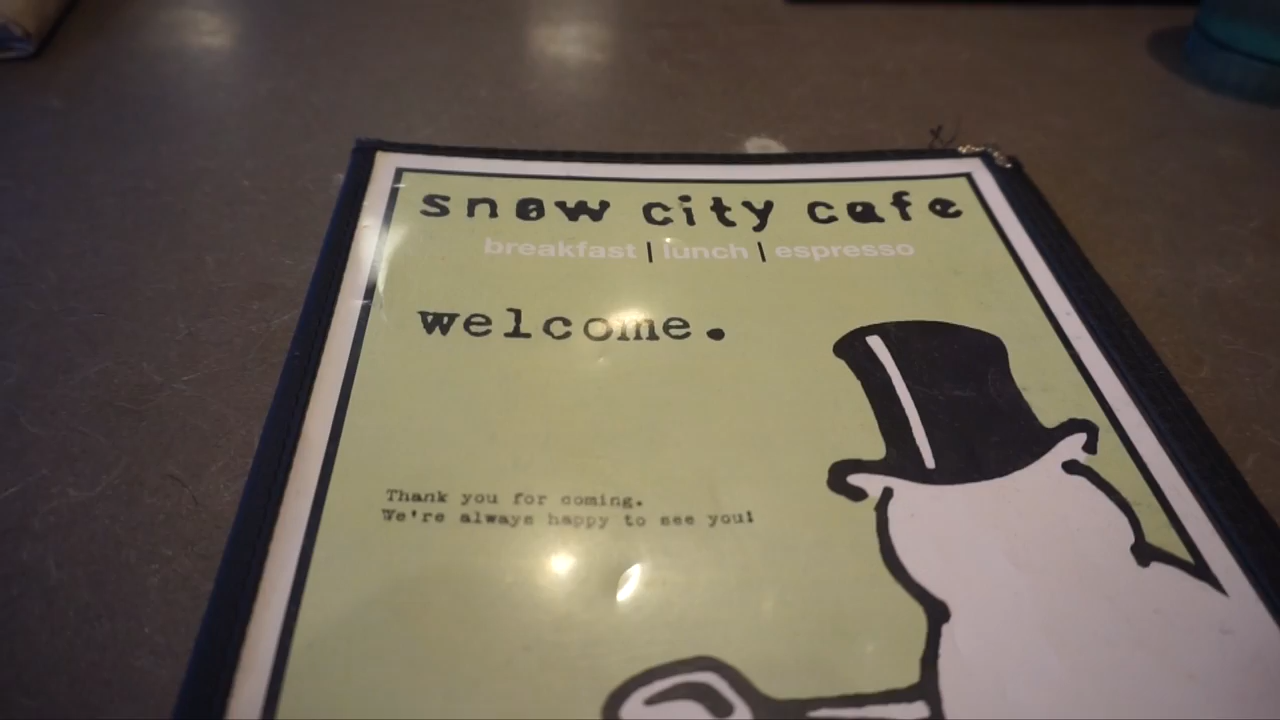 snow city cafe
breakfast | lunch | espresso
welcome.
Thank you for coming.
We're always happy to see you!